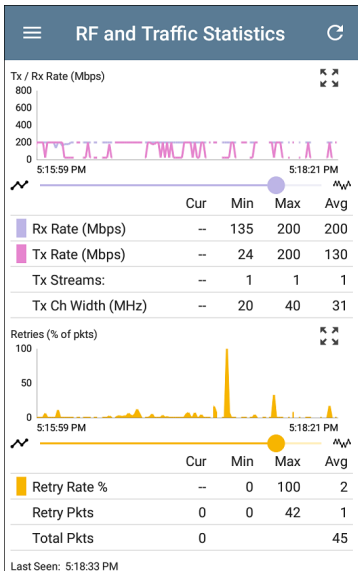 RF and Traffic Statistics
Tx / Rx Rate (Mbps)
800
600
400
200
0
5:15:59 PM 5:18:21 PM
Cur Min Max Avg
Rx Rate (Mbps) -- 135 200 200
Tx Rate (Mbps) -- 24 200 130
Tx Streams: -- 1 1 1
Tx Ch Width (MHz) -- 20 40 31
Retries (% of pkts)
100
50
0
5:15:59 PM 5:18:21 PM
Cur Min Max Avg
Retry Rate % -- 0 100 2
Retry Pkts 0 0 42 1
Total Pkts 0 45
Last Seen: 5:18:33 PM